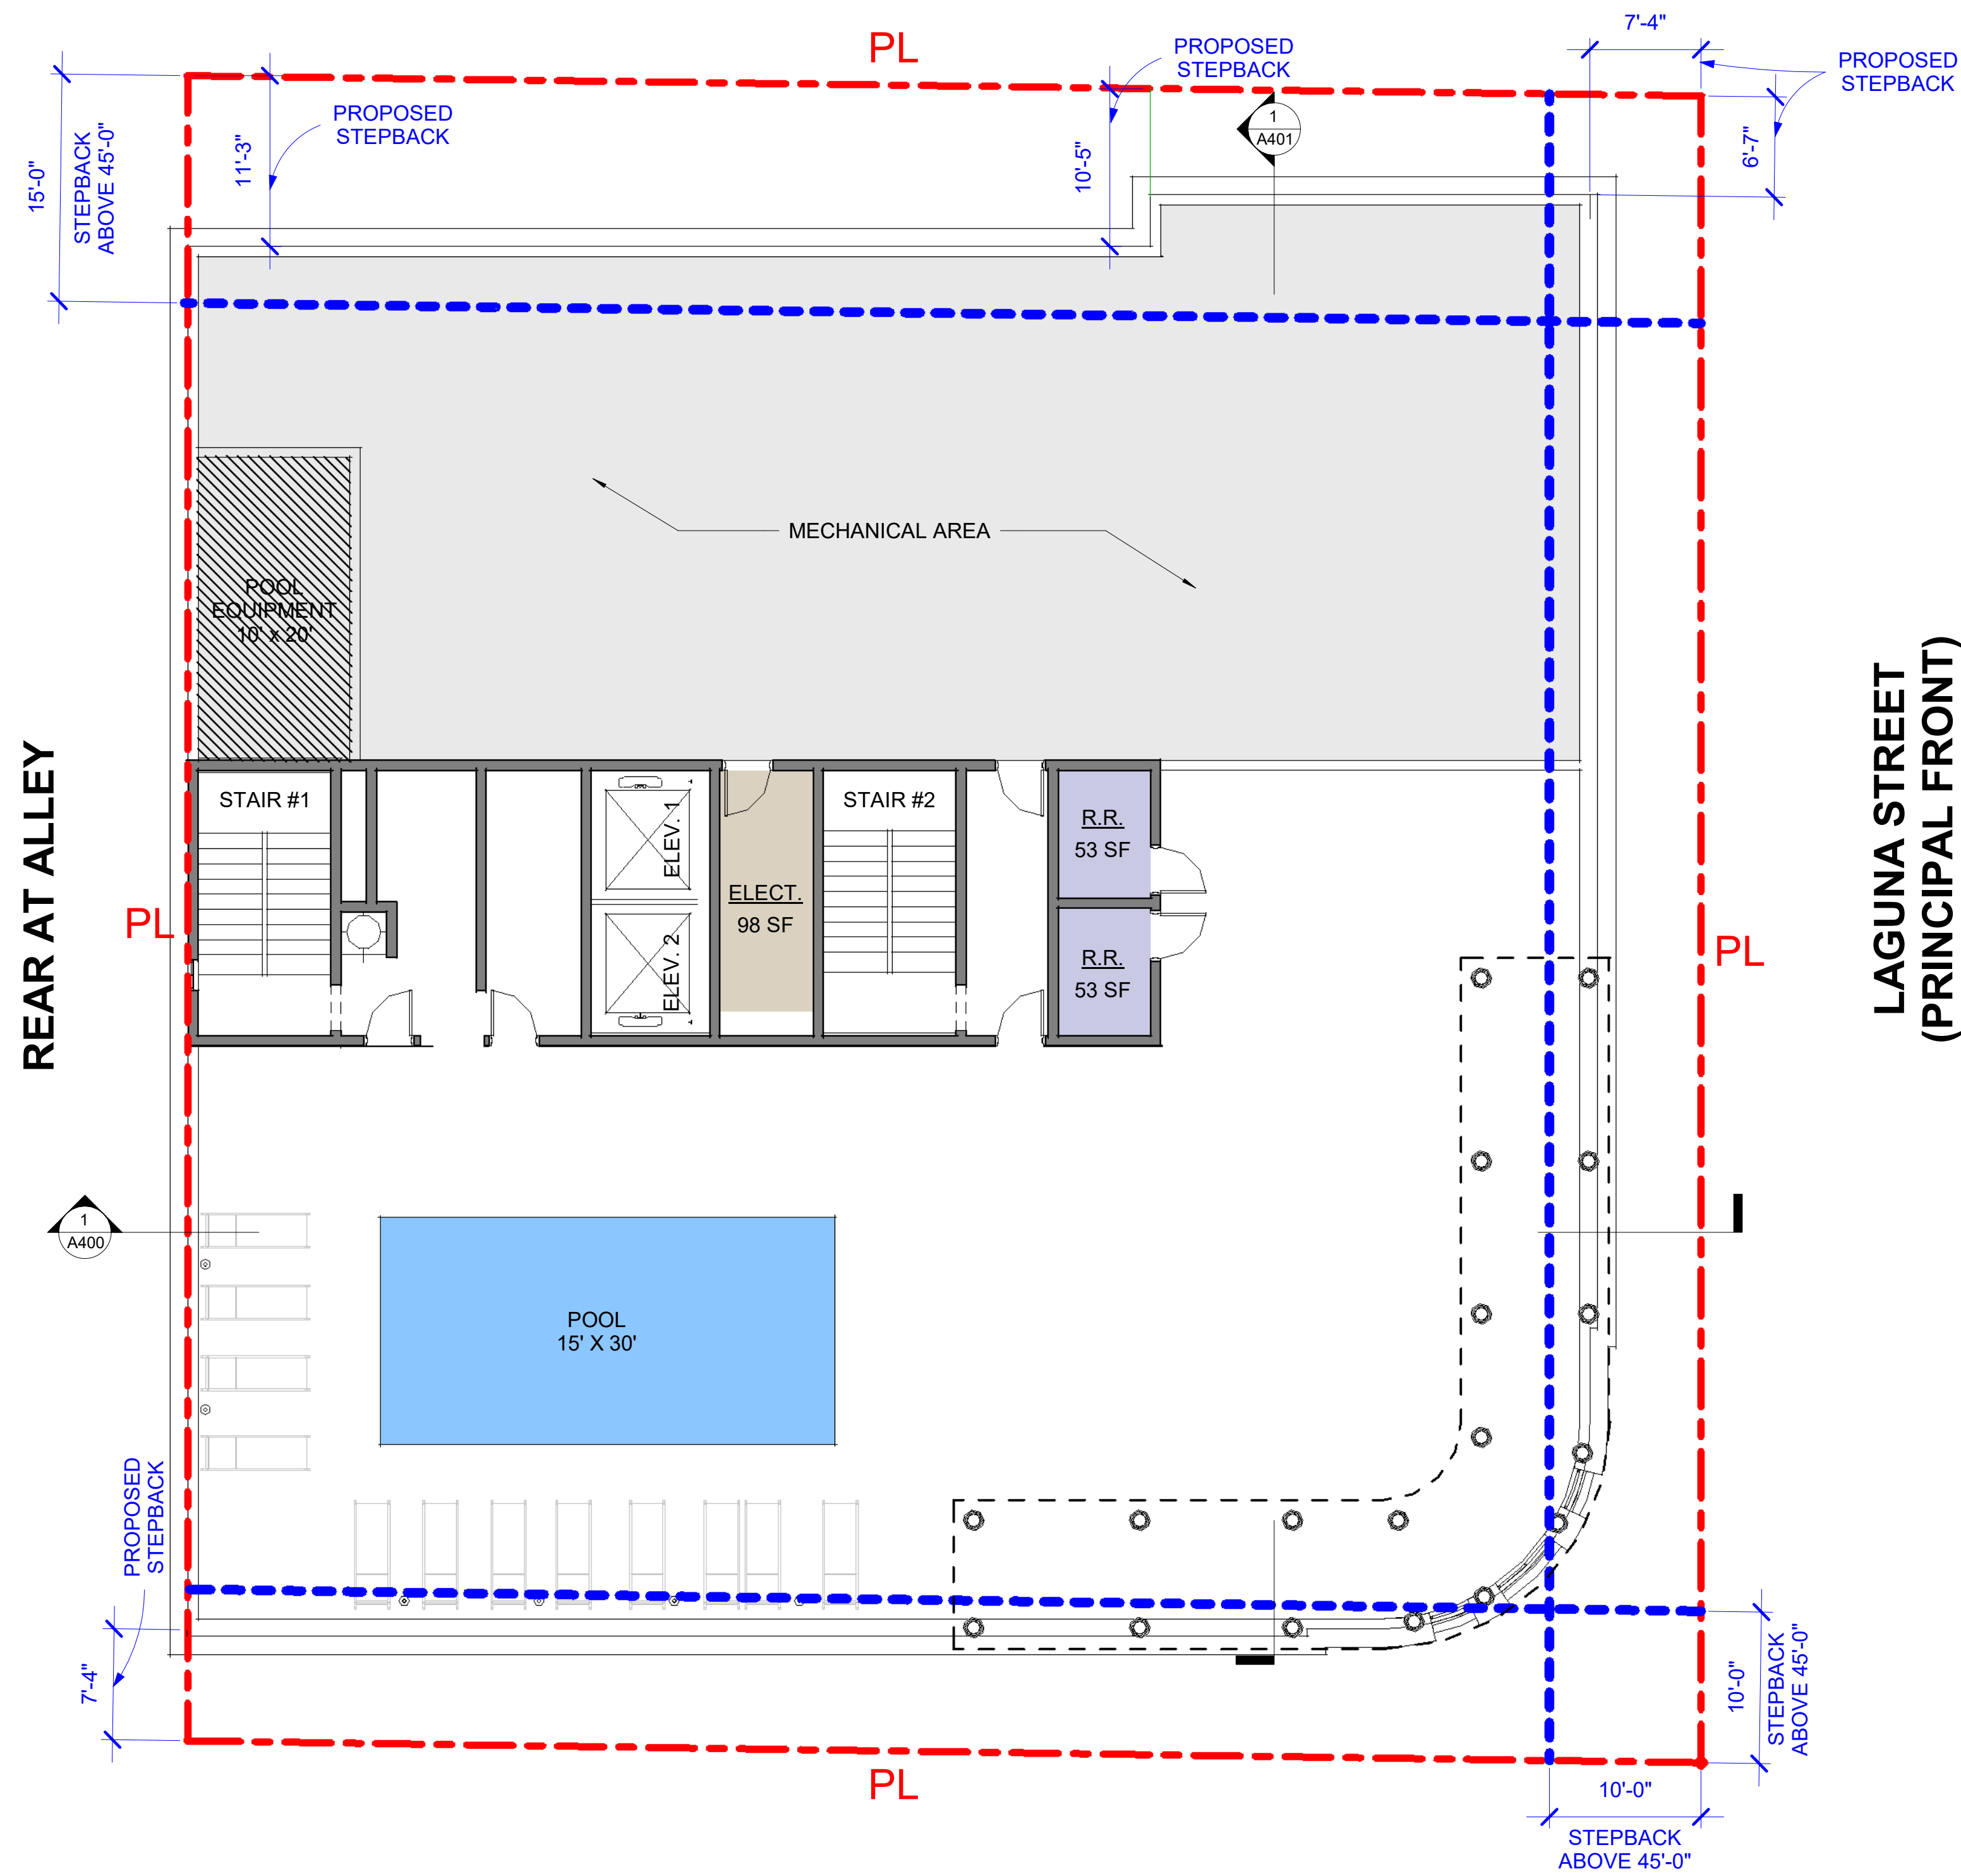 PL
7'-4"
PROPOSED
STEPBACK
PROPOSED
STEPBACK
PROPOSED
STEPBACK
15'-0"
STEPBACK
ABOVE 45'-0"
11'-3"
10'-5"
1
A401
6'-7"
MECHANICAL AREA
POOL
EQUIPMENT
10' x 20'
REAR AT ALLEY
LAGUNA STREET
(PRINCIPAL FRONT)
STAIR #1
ELEV. 1
ELEV. 2
ELECT.
98 SF
STAIR #2
R.R.
53 SF
R.R.
53 SF
PL
PL
1
A400
POOL
15' X 30'
PROPOSED
STEPBACK
7'-4"
10'-0"
STEPBACK
ABOVE 45'-0"
PL
10'-0"
STEPBACK
ABOVE 45'-0"